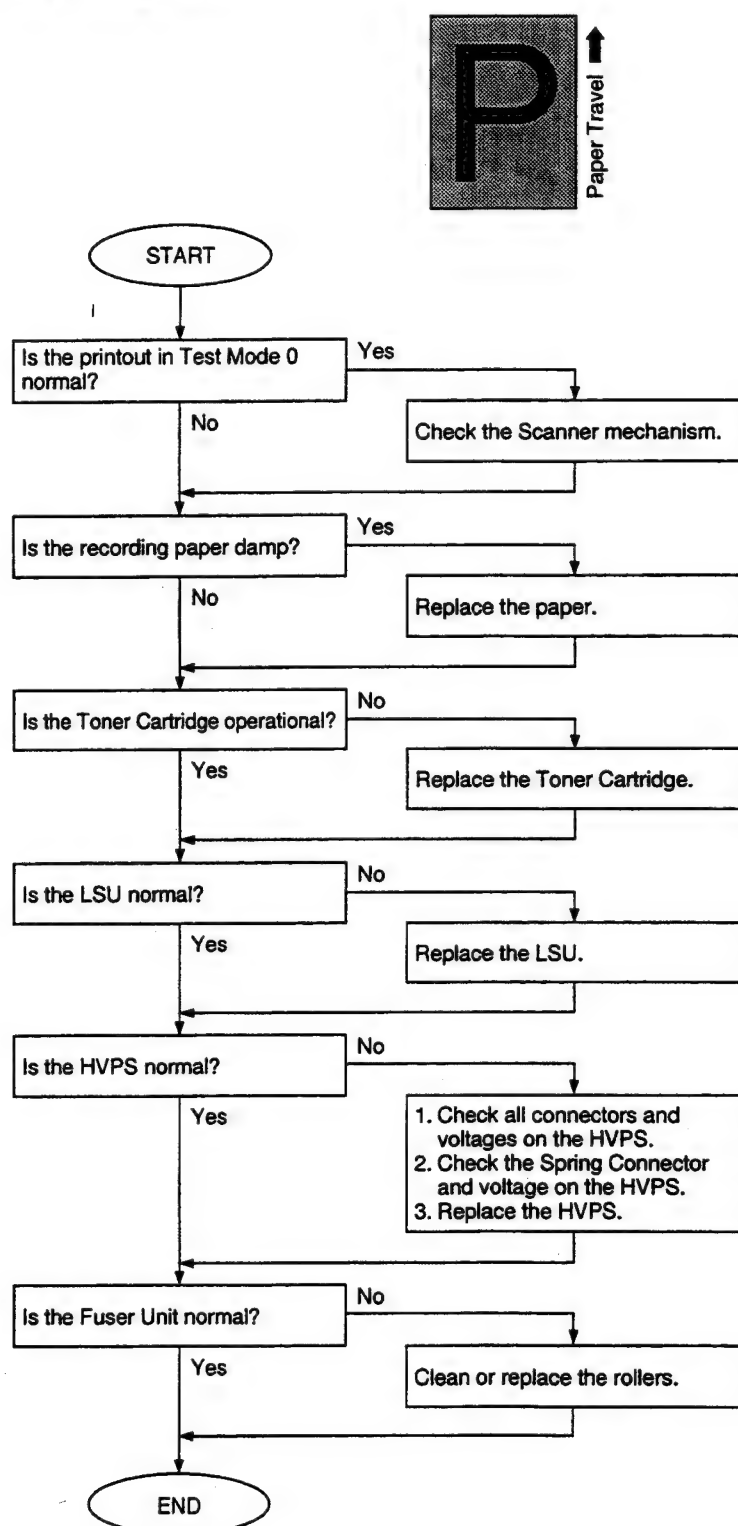 P
Paper Travel
START
Is the printout in Test Mode 0
normal?
Yes
No
Check the Scanner mechanism.
Is the recording paper damp?
Yes
No
Replace the paper.
Is the Toner Cartridge operational?
No
Yes
Replace the Toner Cartridge.
Is the LSU normal?
No
Yes
Replace the LSU.
Is the HVPS normal?
No
Yes
1. Check all connectors and
voltages on the HVPS.
2. Check the Spring Connector
and voltage on the HVPS.
3. Replace the HVPS.
Is the Fuser Unit normal?
No
Yes
Clean or replace the rollers.
END